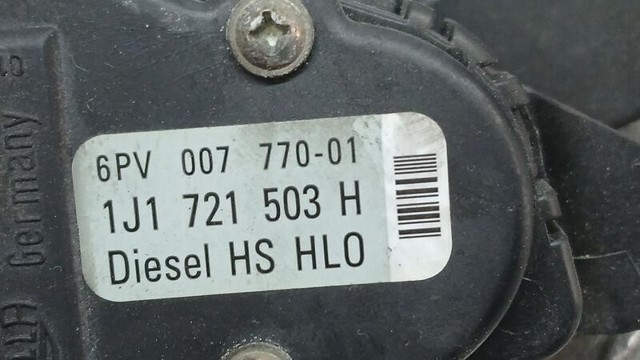 6PV 007 770-01
1J1 721 503 H
Diesel HS HLO
Germany